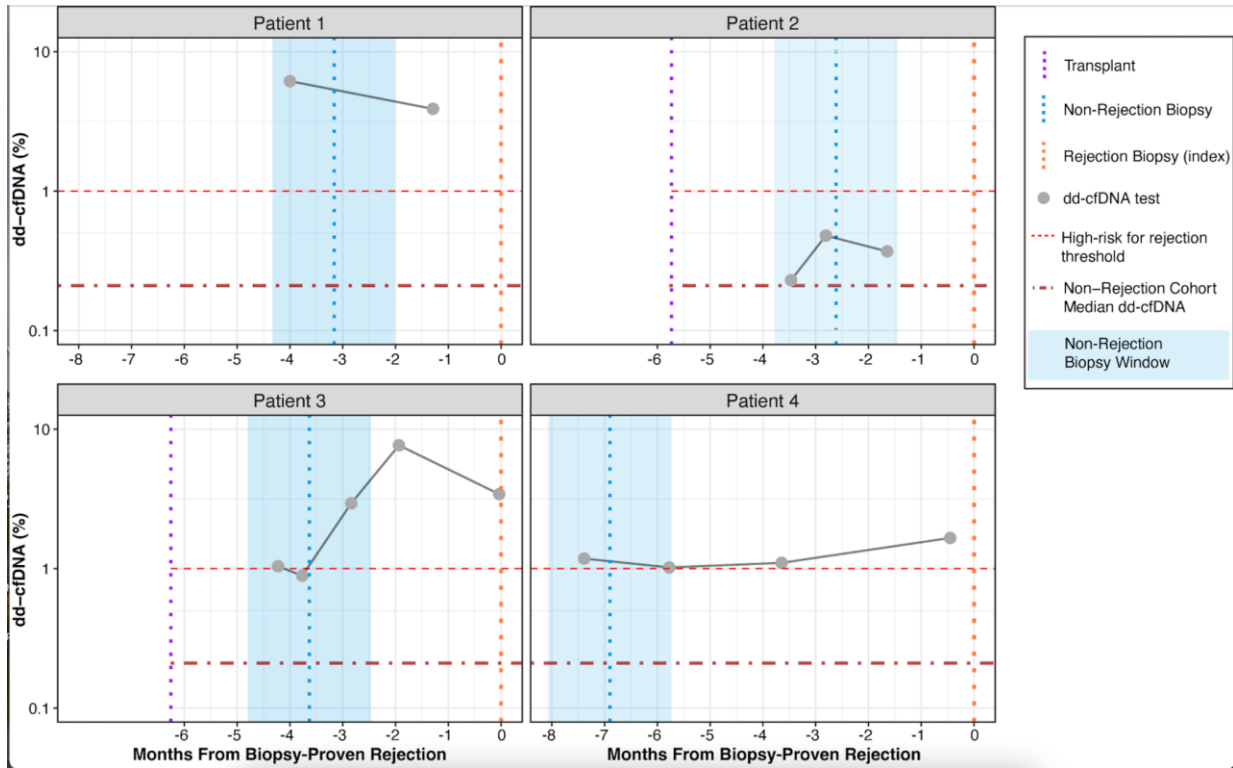 Patient 1
Patient 2
dd−cfDNA (%)
10
1
0.1
-8 -7 -6 -5 -4 -3 -2 -1 0
-6 -5 -4 -3 -2 -1 0
Transplant
Non-Rejection Biopsy
Rejection Biopsy (index)
dd-cfDNA test
High-risk for rejection
threshold
Non−Rejection Cohort
Median dd-cfDNA
Non-Rejection
Biopsy Window
Patient 3
Patient 4
dd−cfDNA (%)
10
1
0.1
-6 -5 -4 -3 -2 -1 0
-8 -7 -6 -5 -4 -3 -2 -1 0
Months From Biopsy-Proven Rejection
Months From Biopsy-Proven Rejection